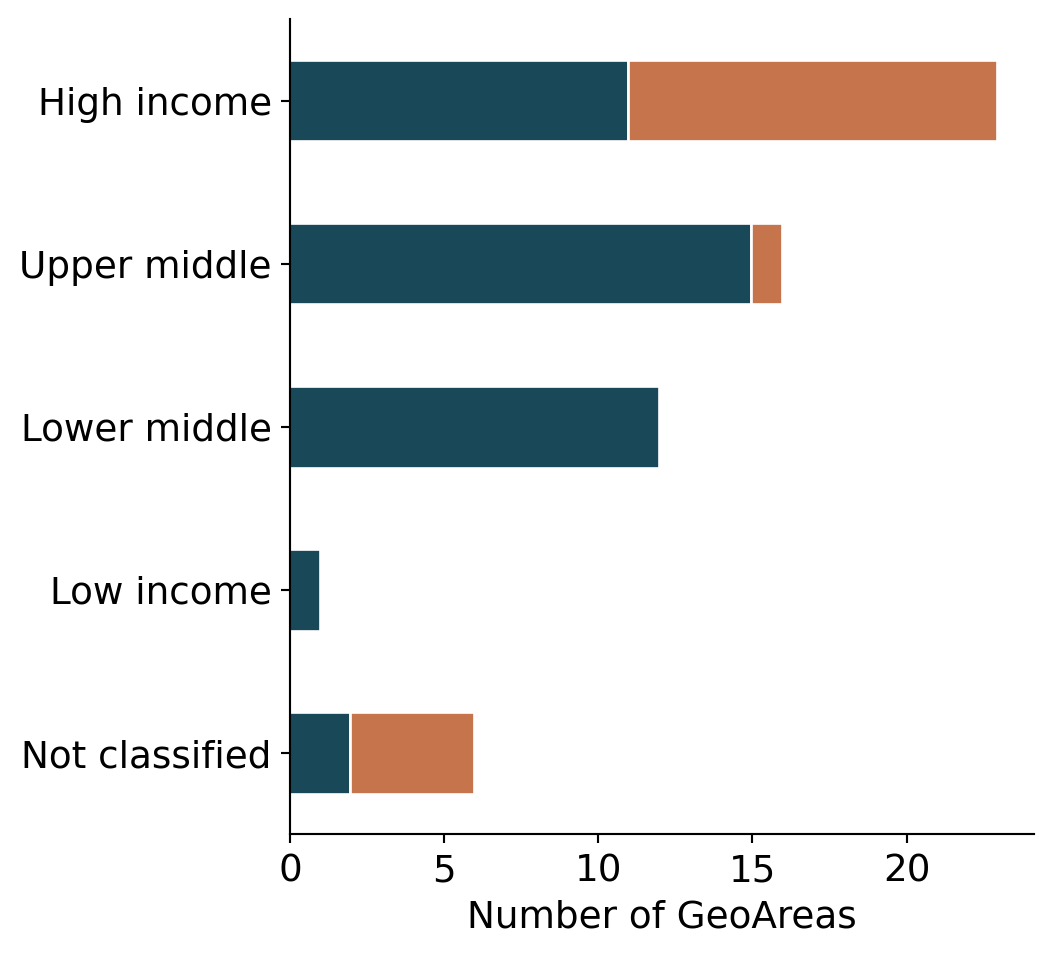 High income
Upper middle
Lower middle
Low income
Not classified
0 5 10 15 20
Number of GeoAreas